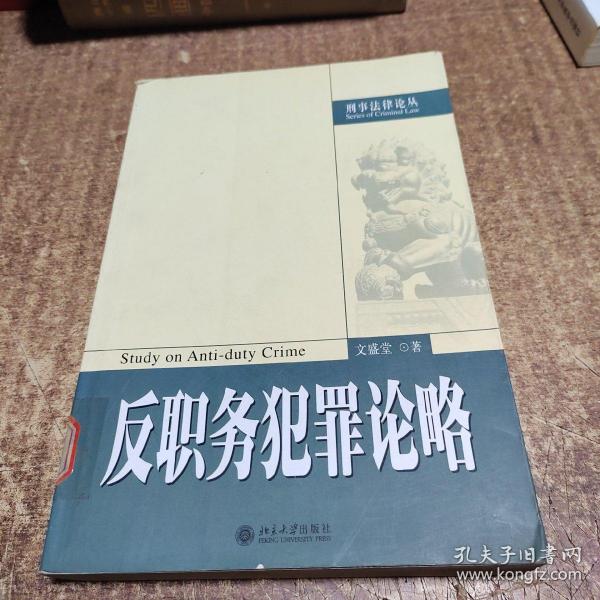 刑事法律论丛
Series of Criminal Law
Study on Anti-duty Crime
文盛堂 ⊙著
反职务犯罪论略
北京大学出版社
PEKING UNIVERSITY PRESS
孔夫子旧书网
www.kongfz.com